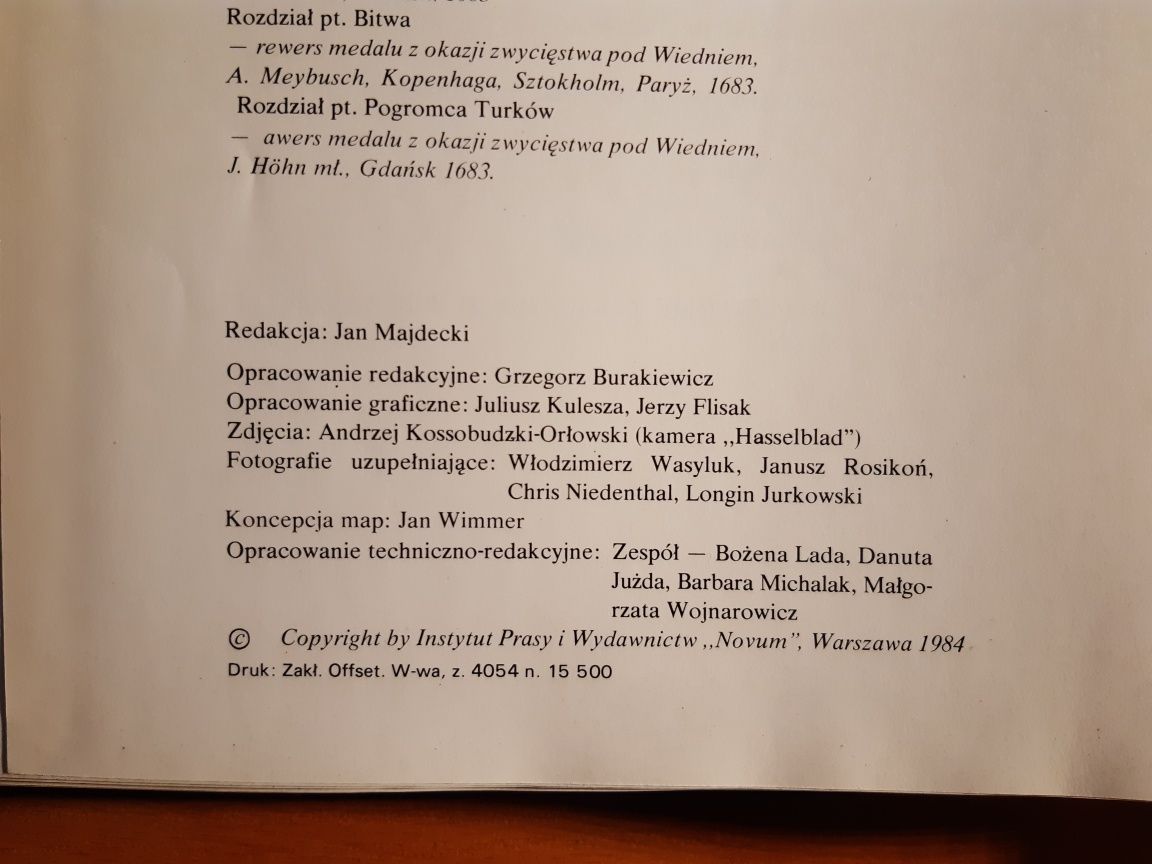 Rozdział pt. Bitwa
— rewers medalu z okazji zwycięstwa pod Wiedniem,
A. Meybusch, Kopenhaga, Sztokholm, Paryż, 1683.
Rozdział pt. Pogromca Turków
— awers medalu z okazji zwycięstwa pod Wiedniem,
J. Höhn mł., Gdańsk 1683.
Redakcja: Jan Majdecki
Opracowanie redakcyjne: Grzegorz Burakiewicz
Opracowanie graficzne: Juliusz Kulesza, Jerzy Flisak
Zdjęcia: Andrzej Kossobudzki-Orłowski (kamera ,,Hasselblad”)
Fotografie uzupełniające: Włodzimierz Wasyluk, Janusz Rosikoń,
Chris Niedenthal, Longin Jurkowski
Koncepcja map: Jan Wimmer
Opracowanie techniczno-redakcyjne: Zespół — Bożena Lada, Danuta
Jużda, Barbara Michalak, Małgo-
rzata Wojnarowicz
© Copyright by Instytut Prasy i Wydawnictw ,,Novum”, Warszawa 1984
Druk: Zakł. Offset. W-wa, z. 4054 n. 15 500